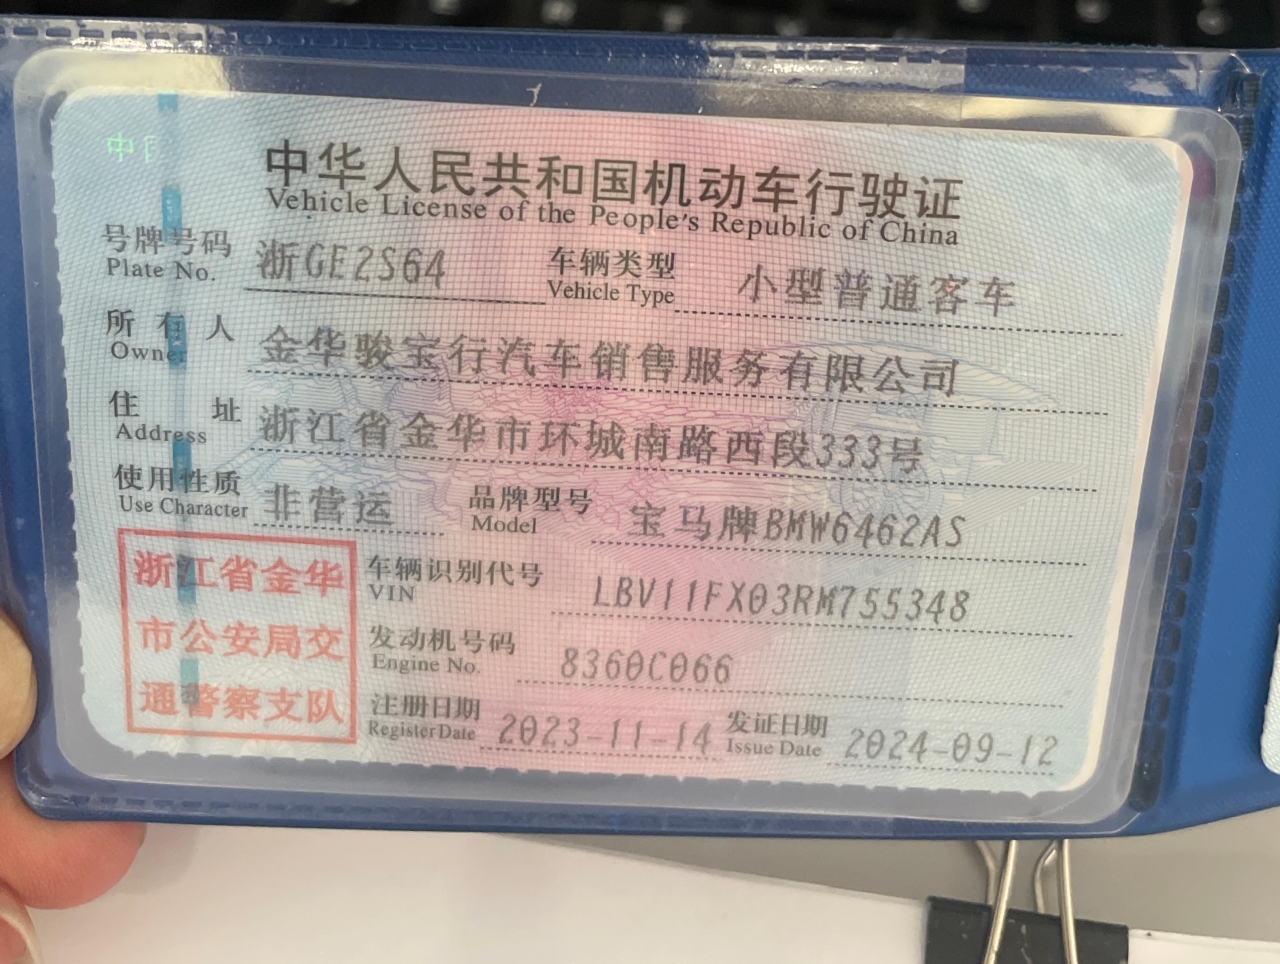 中国
中华人民共和国机动车行驶证
Vehicle License of the People's Republic of China
号牌号码 浙GE2S64 车辆类型 小型普通客车
Plate No. Vehicle Type
所有人 金华骏宝行汽车销售服务有限公司
Owner
住址 浙江省金华市环城南路西段333号
Address
使用性质 非营运 品牌型号 宝马牌BMW6462AS
Use Character Model
浙江省金华
市公安局交
通警察支队
车辆识别代号 LBV11FX03RM755348
VIN
发动机号码 8360C066
Engine No.
注册日期 2023-11-14 发证日期 2024-09-12
Register Date Issue Date